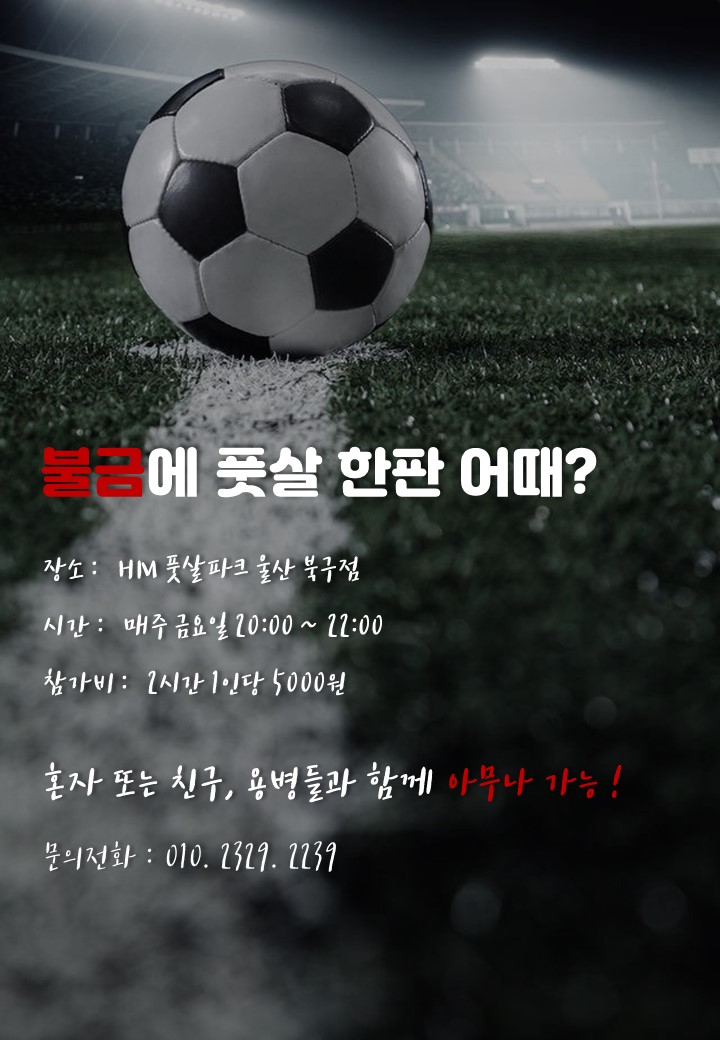 불금에 풋살 한판 어때?
장소 : HM 풋살파크 울산 북구점
시간 : 매주 금요일 20:00 ~ 22:00
참가비 : 2시간 1인당 5000원
혼자 또는 친구, 용병들과 함께 아무나 가능 !
문의전화 : 010. 2329. 2239